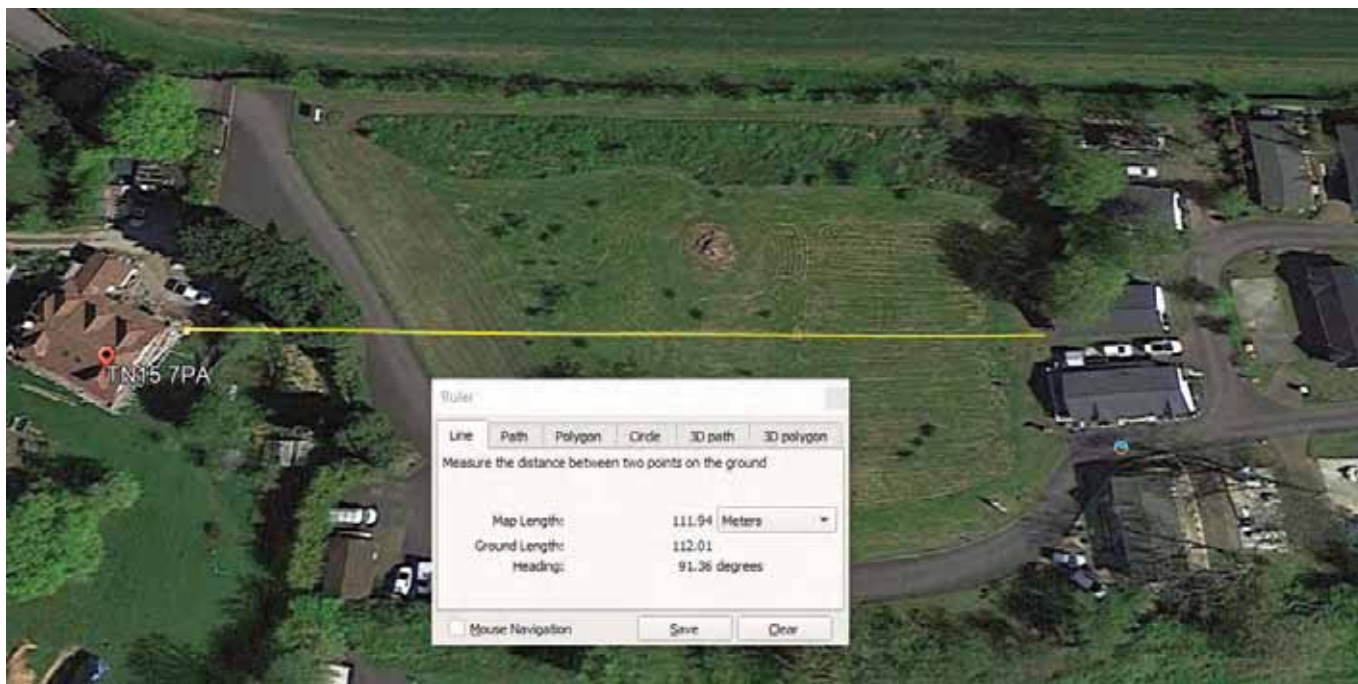 TN15 7PA
Ruler
Line Path Polygon Circle 3D path 3D polygon
Measure the distance between two points on the ground
Map Length: 111.94 Meters
Ground Length: 112.01
Heading: 91.36 degrees
Mouse Navigation Save Clear